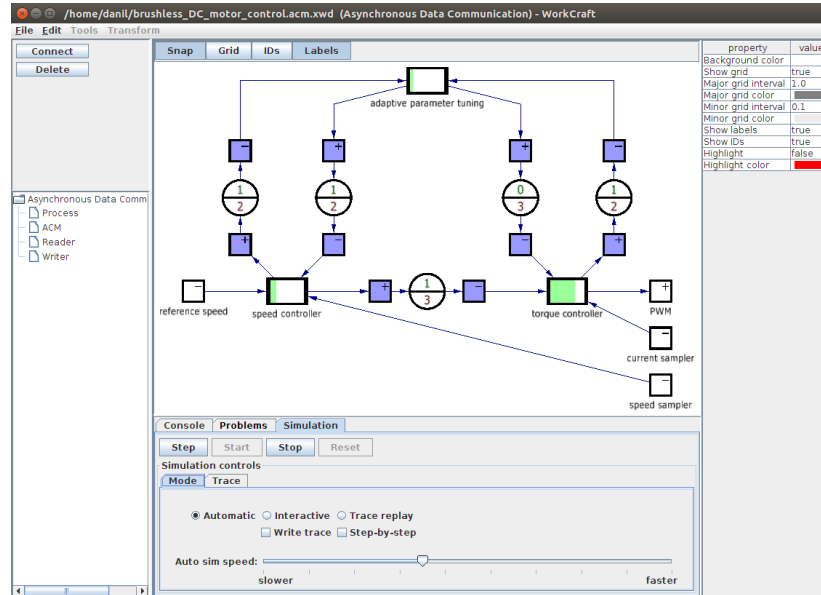 /home/danil/brushless_DC_motor_control.acm.xwd (Asynchronous Data Communication) - WorkCraft
File Edit Tools Transform
Connect
Delete
Snap Grid IDs Labels
property value
Background color
Show grid true
Major grid interval 1.0
Major grid color
Minor grid interval 0.1
Minor grid color
Show labels true
Show IDs true
Highlight false
Highlight color
adaptive parameter tuning
− + + −
1 1 0 1
2 2 3 2
+ − − +
Asynchronous Data Comm
Process
ACM
Reader
Writer
− + 1 − +
3
reference speed speed controller torque controller PWM
−
current sampler
−
speed sampler
Console Problems Simulation
Step Start Stop Reset
Simulation controls
Mode Trace
Automatic Interactive Trace replay
Write trace Step-by-step
Auto sim speed:
slower faster